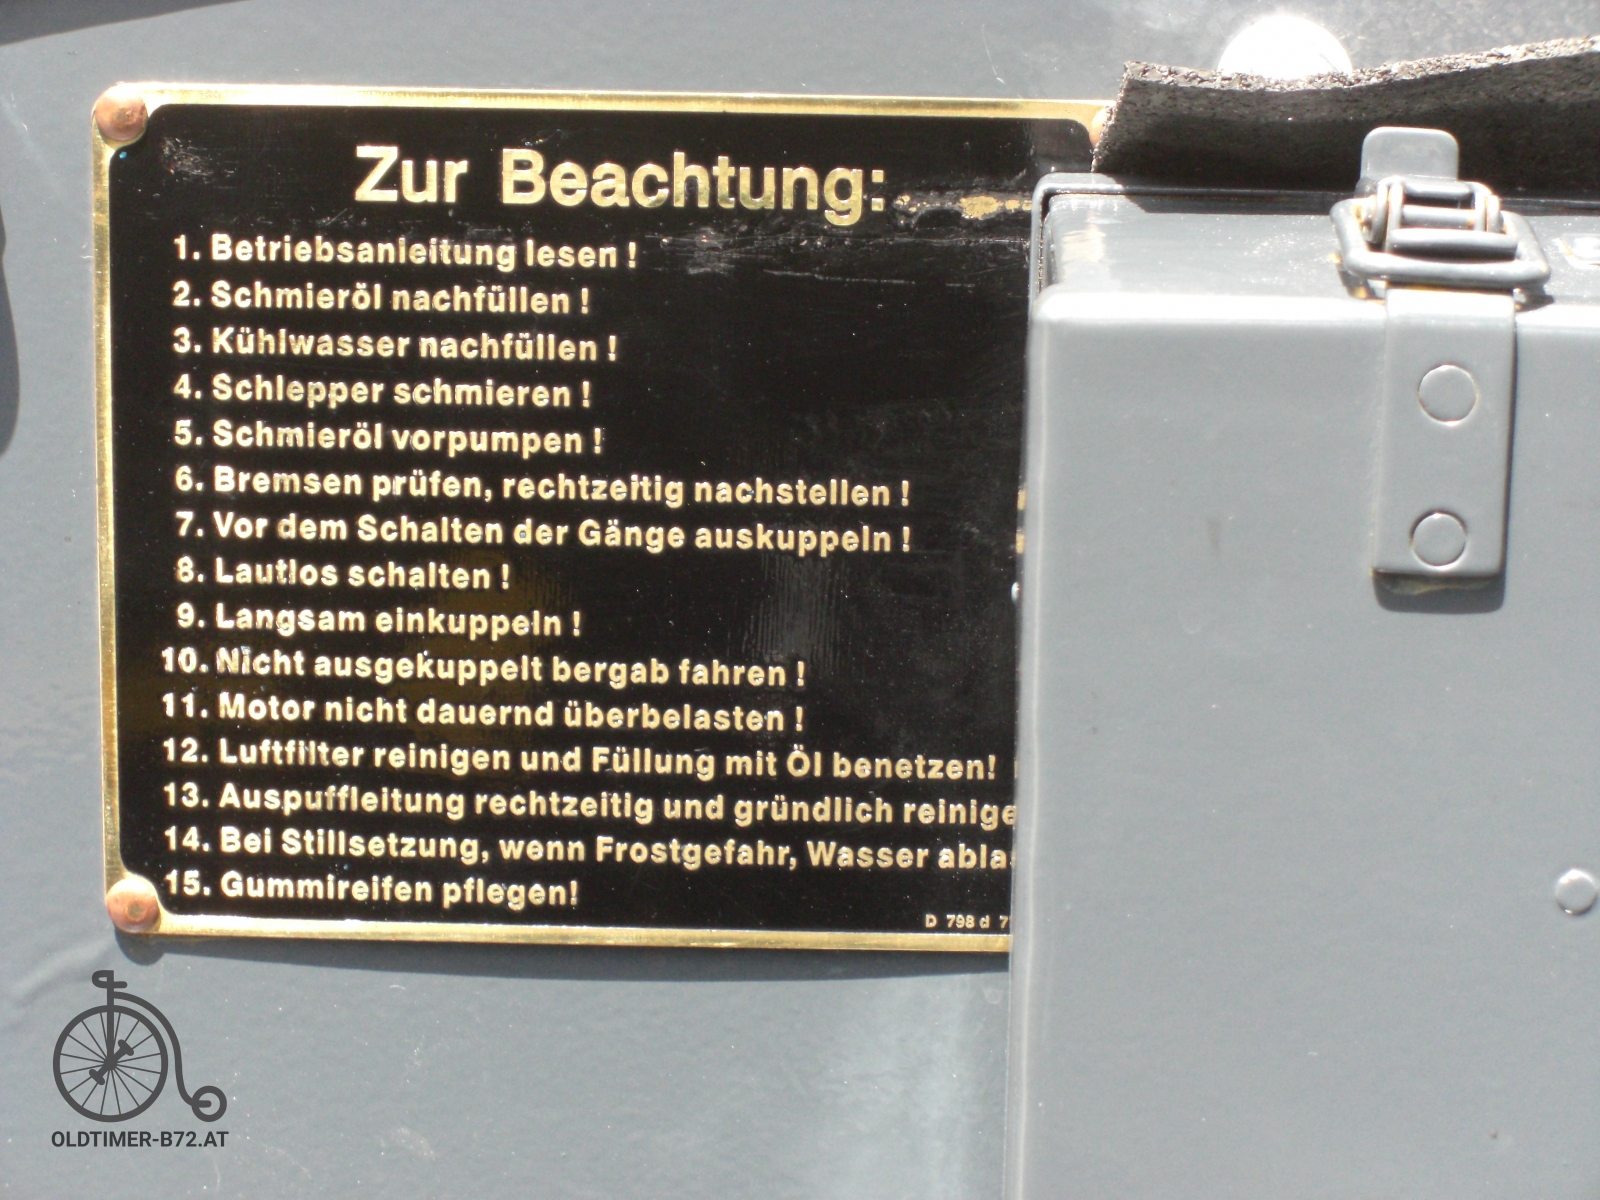 Zur Beachtung:
1. Betriebsanleitung lesen !
2. Schmieröl nachfüllen !
3. Kühlwasser nachfüllen !
4. Schlepper schmieren !
5. Schmieröl vorpumpen !
6. Bremsen prüfen, rechtzeitig nachstellen !
7. Vor dem Schalten der Gänge auskuppeln !
8. Lautlos schalten !
9. Langsam einkuppeln !
10. Nicht ausgekuppelt bergab fahren !
11. Motor nicht dauernd überbelasten !
12. Luftfilter reinigen und Füllung mit Öl benetzen!
13. Auspuffleitung rechtzeitig und gründlich reinige
14. Bei Stillsetzung, wenn Frostgefahr, Wasser abla
15. Gummireifen pflegen!
D 798 d 7
OLDTIMER-B72.AT